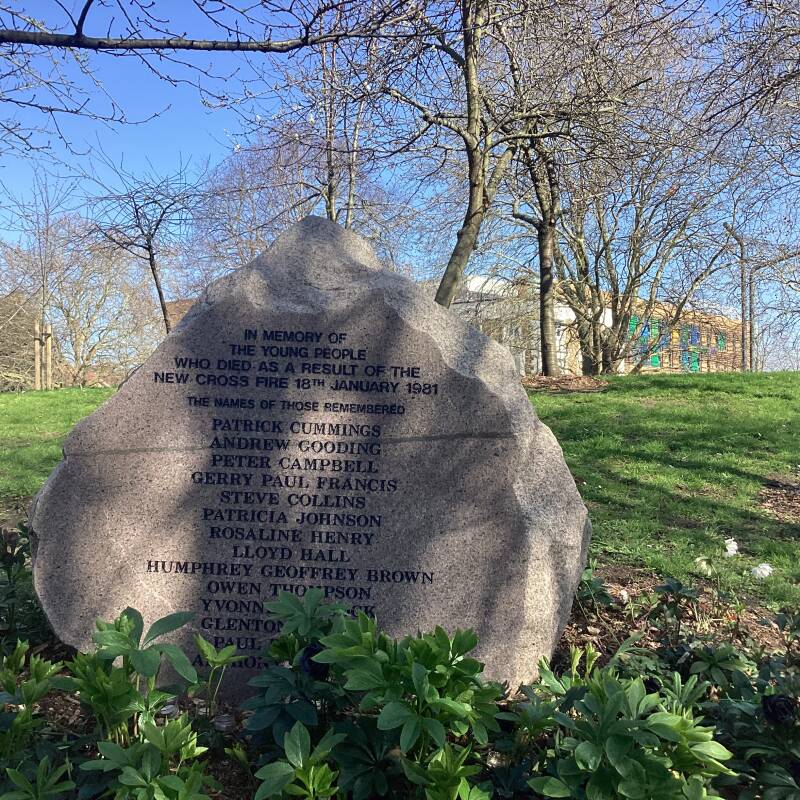 IN MEMORY OF
THE YOUNG PEOPLE
WHO DIED AS A RESULT OF THE
NEW CROSS FIRE 18TH JANUARY 1981
THE NAMES OF THOSE REMEMBERED
PATRICK CUMMINGS
ANDREW GOODING
PETER CAMPBELL
GERRY PAUL FRANCIS
STEVE COLLINS
PATRICIA JOHNSON
ROSALINE HENRY
LLOYD HALL
HUMPHREY GEOFFREY BROWN
OWEN THOMPSON
GLENTON
PAUL